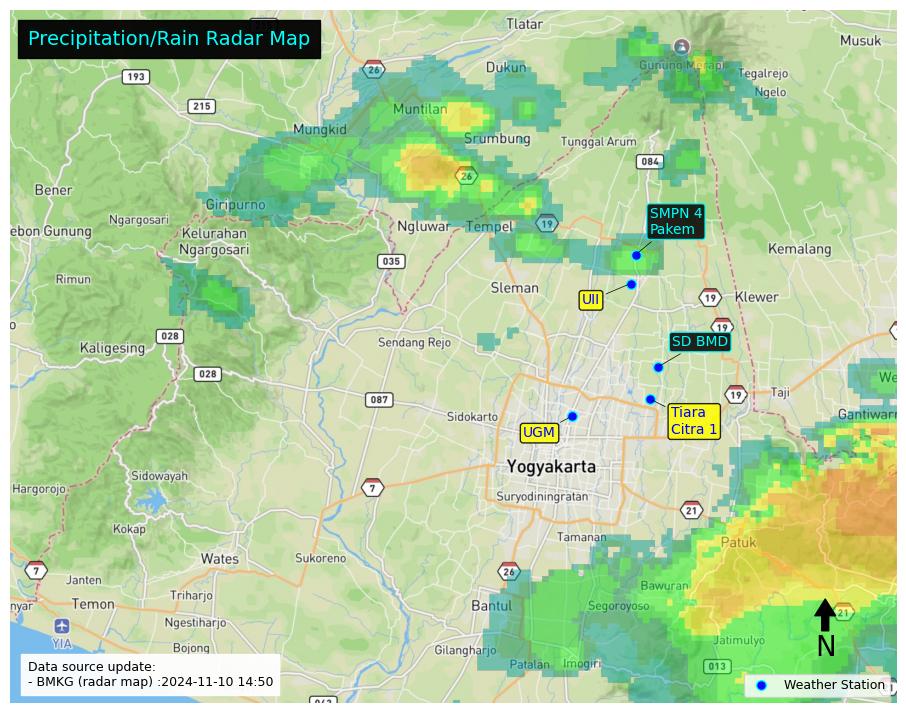 Precipitation/Rain Radar Map
Tlatar
Musuk
193
26
Dukun
Gunung Merapi
Tegalrejo
Ngelo
215
Muntilan
Mungkid
Srumbung
Tunggal Arum
084
26
Bener
Giripurno
Ngargosari
ebon Gunung
Kelurahan
Ngargosari
Ngluwar
Tempel
19
SMPN 4
Pakem
Kemalang
035
Rimun
Sleman
UII
19
Klewer
19
028
Kaligesing
Sendang Rejo
SD BMD
028
We
087
19
Taji
Sidokarto
Tiara
Citra 1
Gantiwarn
UGM
Yogyakarta
Sidowayah
Hargorojo
7
Suryodiningratan
21
Kokap
Tamanan
Patuk
Wates
Sukoreno
7
26
Janten
Bawuran
nyar
Temon
Triharjo
Bantul
Segoroyoso
21
Ngestiharjo
YIA
Jatimulyo
N
Bojong
Gilangharjo
Patalan
Imogiri
013
Data source update:
- BMKG (radar map) :2024-11-10 14:50
Weather Station